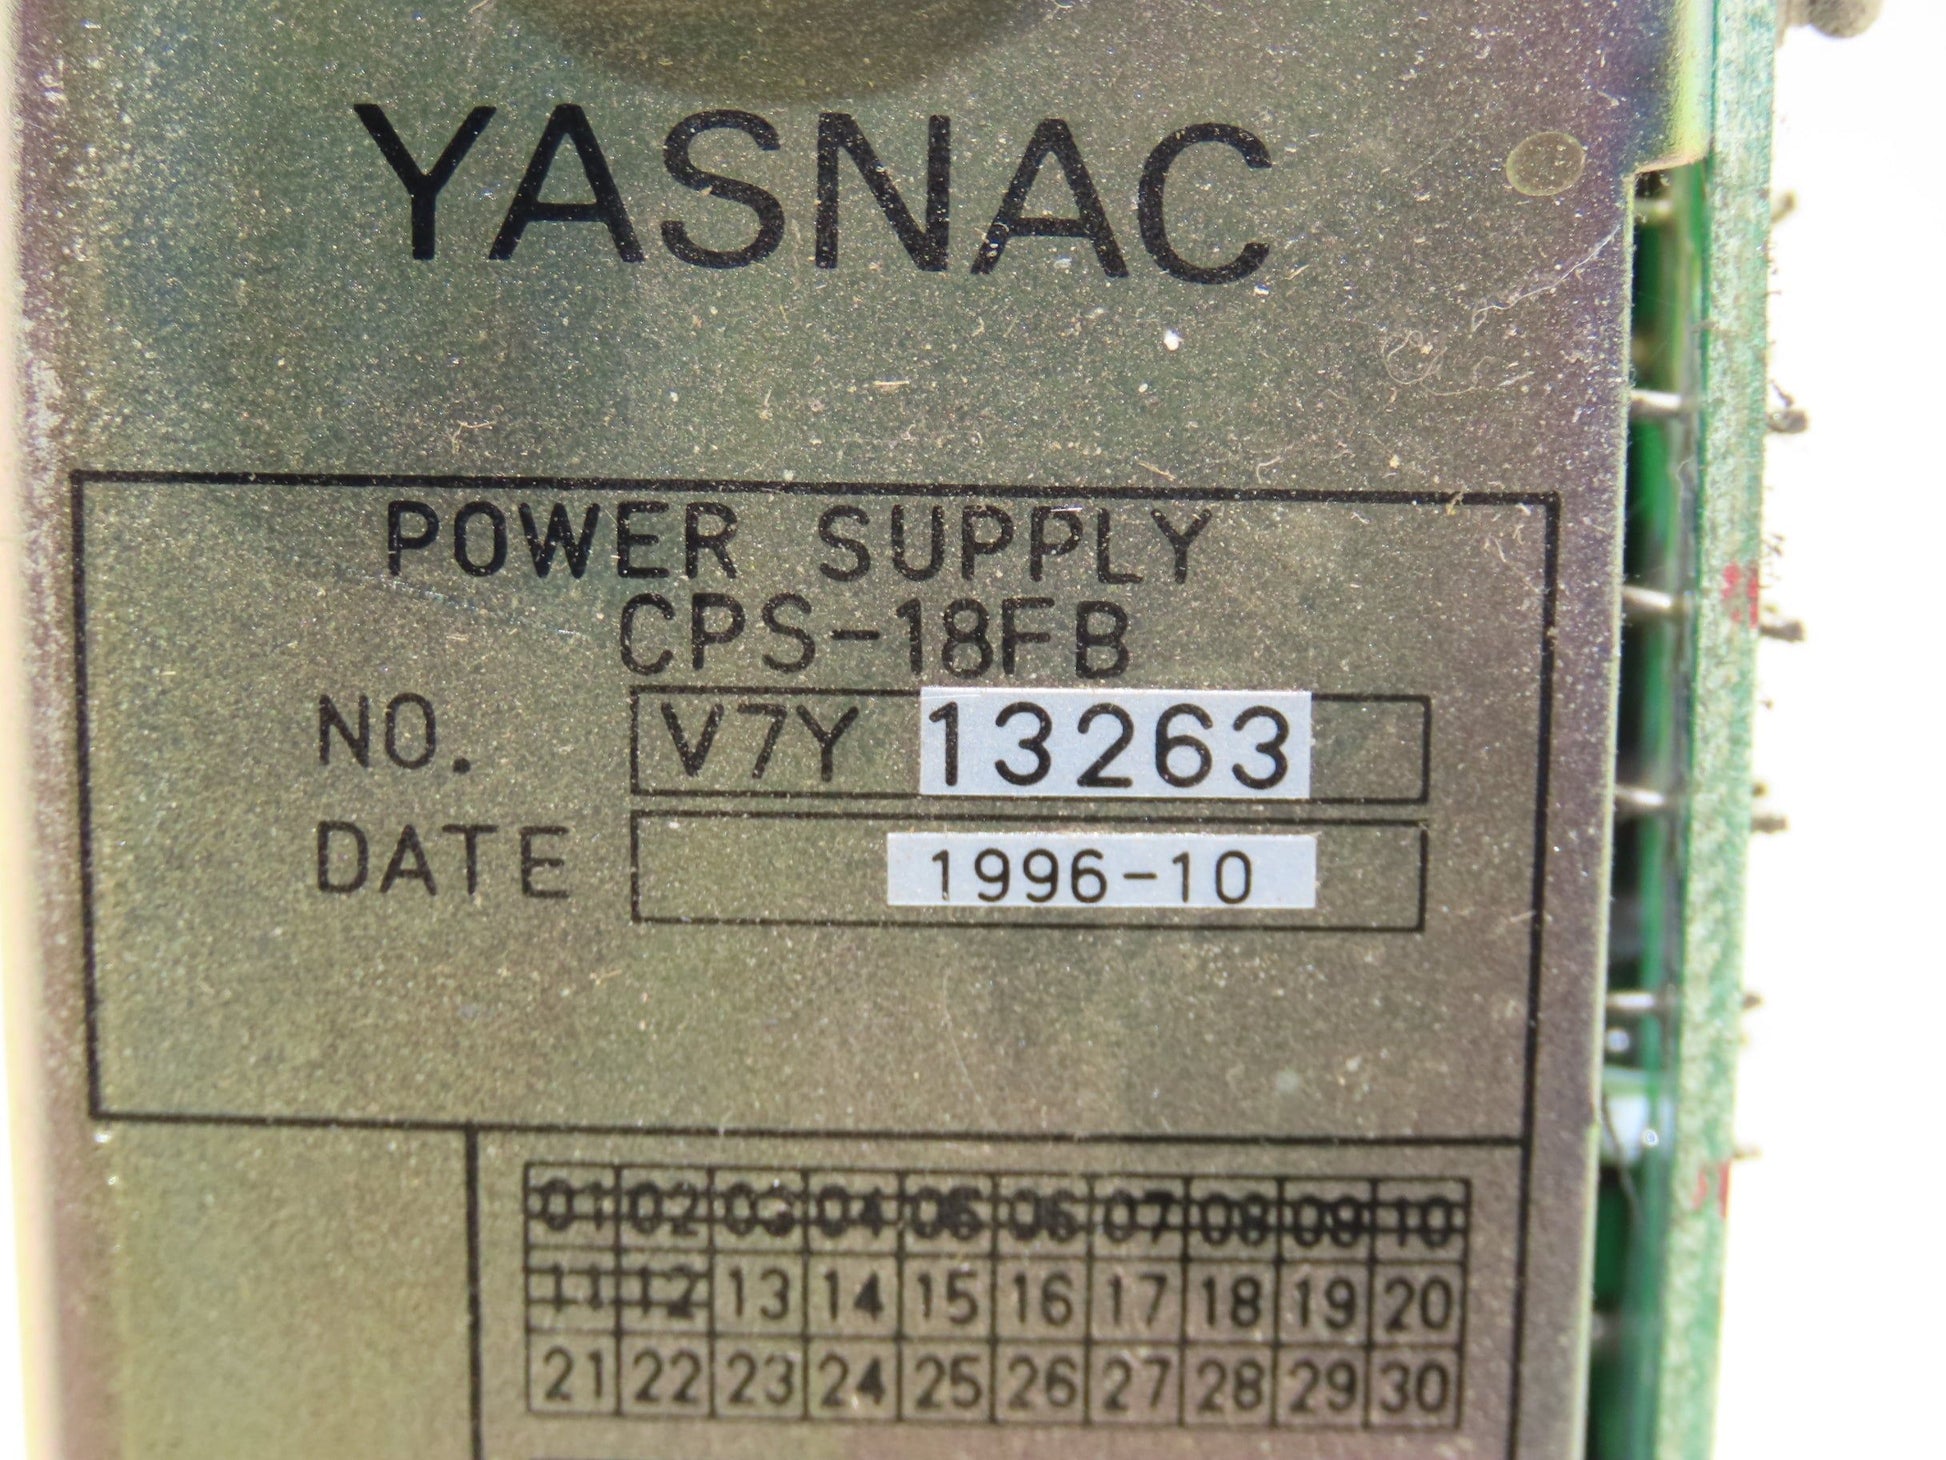 YASNAC
POWER SUPPLY
CPS-18FB
NO. V7Y 13263
DATE 1996-10
01 02 03 04 05 06 07 08 09 10
11 12 13 14 15 16 17 18 19 20
21 22 23 24 25 26 27 28 29 30